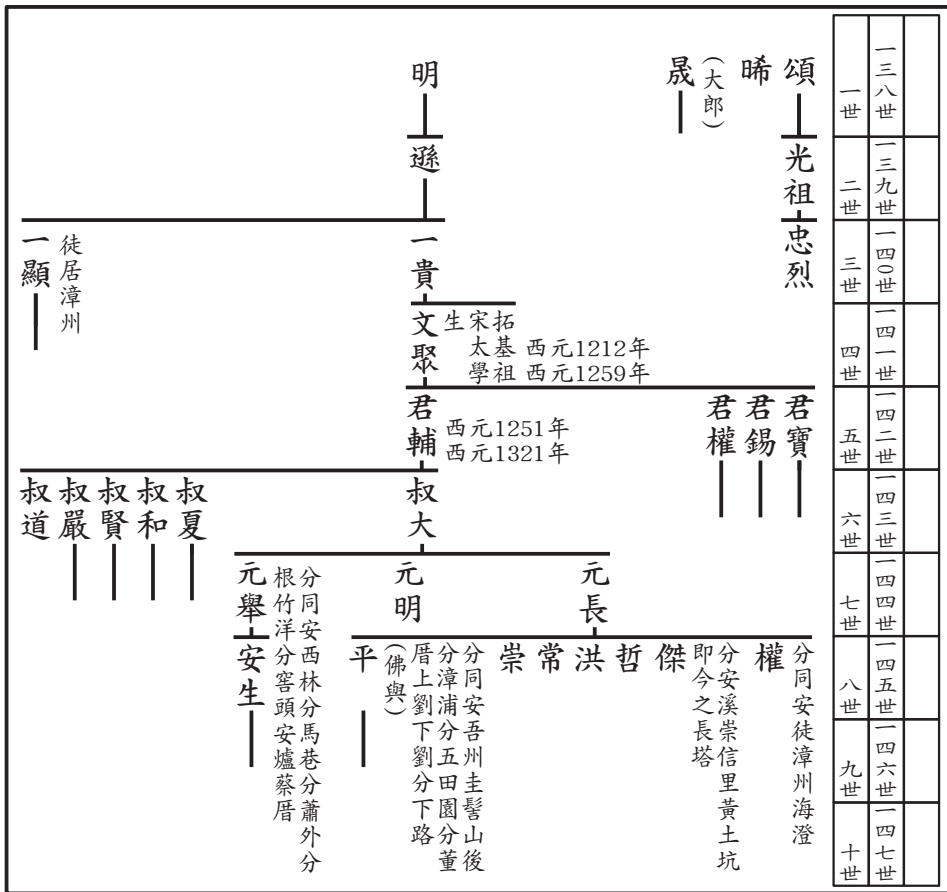 一三八世
一三九世
一四○世
一四一世
一四二世
一四三世
一四四世
一四五世
一四六世
一四七世
一世
二世
三世
四世
五世
六世
七世
八世
九世
十世
頌
晞
(大郎)
晟
明
光祖
遜
忠烈
一貴
徒居漳州
一顯
拓基祖
宋太學
生
西元1212年
西元1259年
文聚
君寶
君錫
君權
西元1251年
西元1321年
君輔
叔大
叔夏
叔和
叔賢
叔嚴
叔道
元長
元明
分同安西林分馬巷分蕭外分
根竹洋分窖頭安爐蔡厝
元舉
分同安徒漳州海澄
權
分安溪崇信里黃土坑
即今之長塔
傑
哲
洪
常
崇
分同安吾州圭髻山後
分漳浦分五田園分董
厝上劉下劉分下路
(佛與)
平
安生